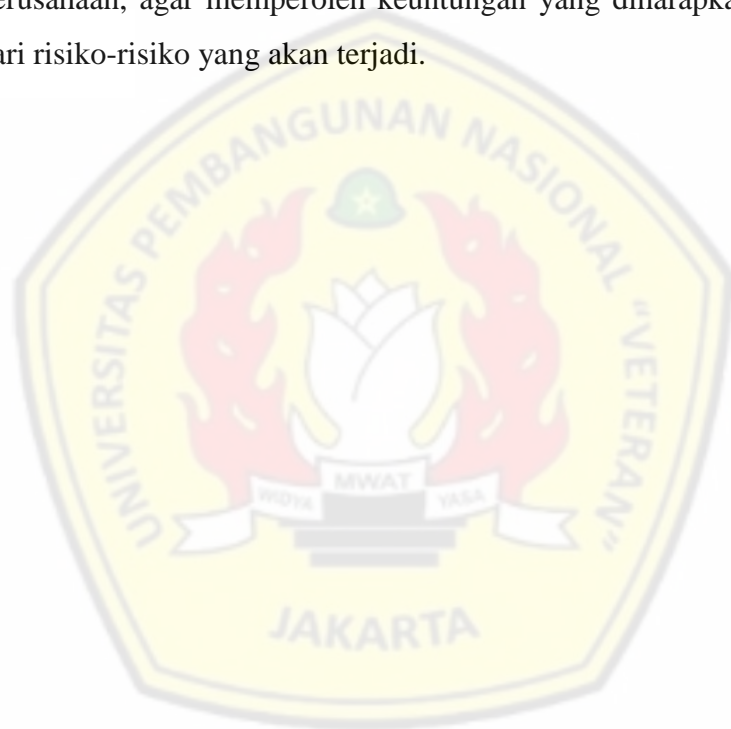 erusahaan, agar memperoleh keuntungan yang diharapka
ari risiko-risiko yang akan terjadi.
UNIVERSITAS PEMBANGUNAN NASIONAL "VETERAN"
WIDYA MWAT YASA
JAKARTA